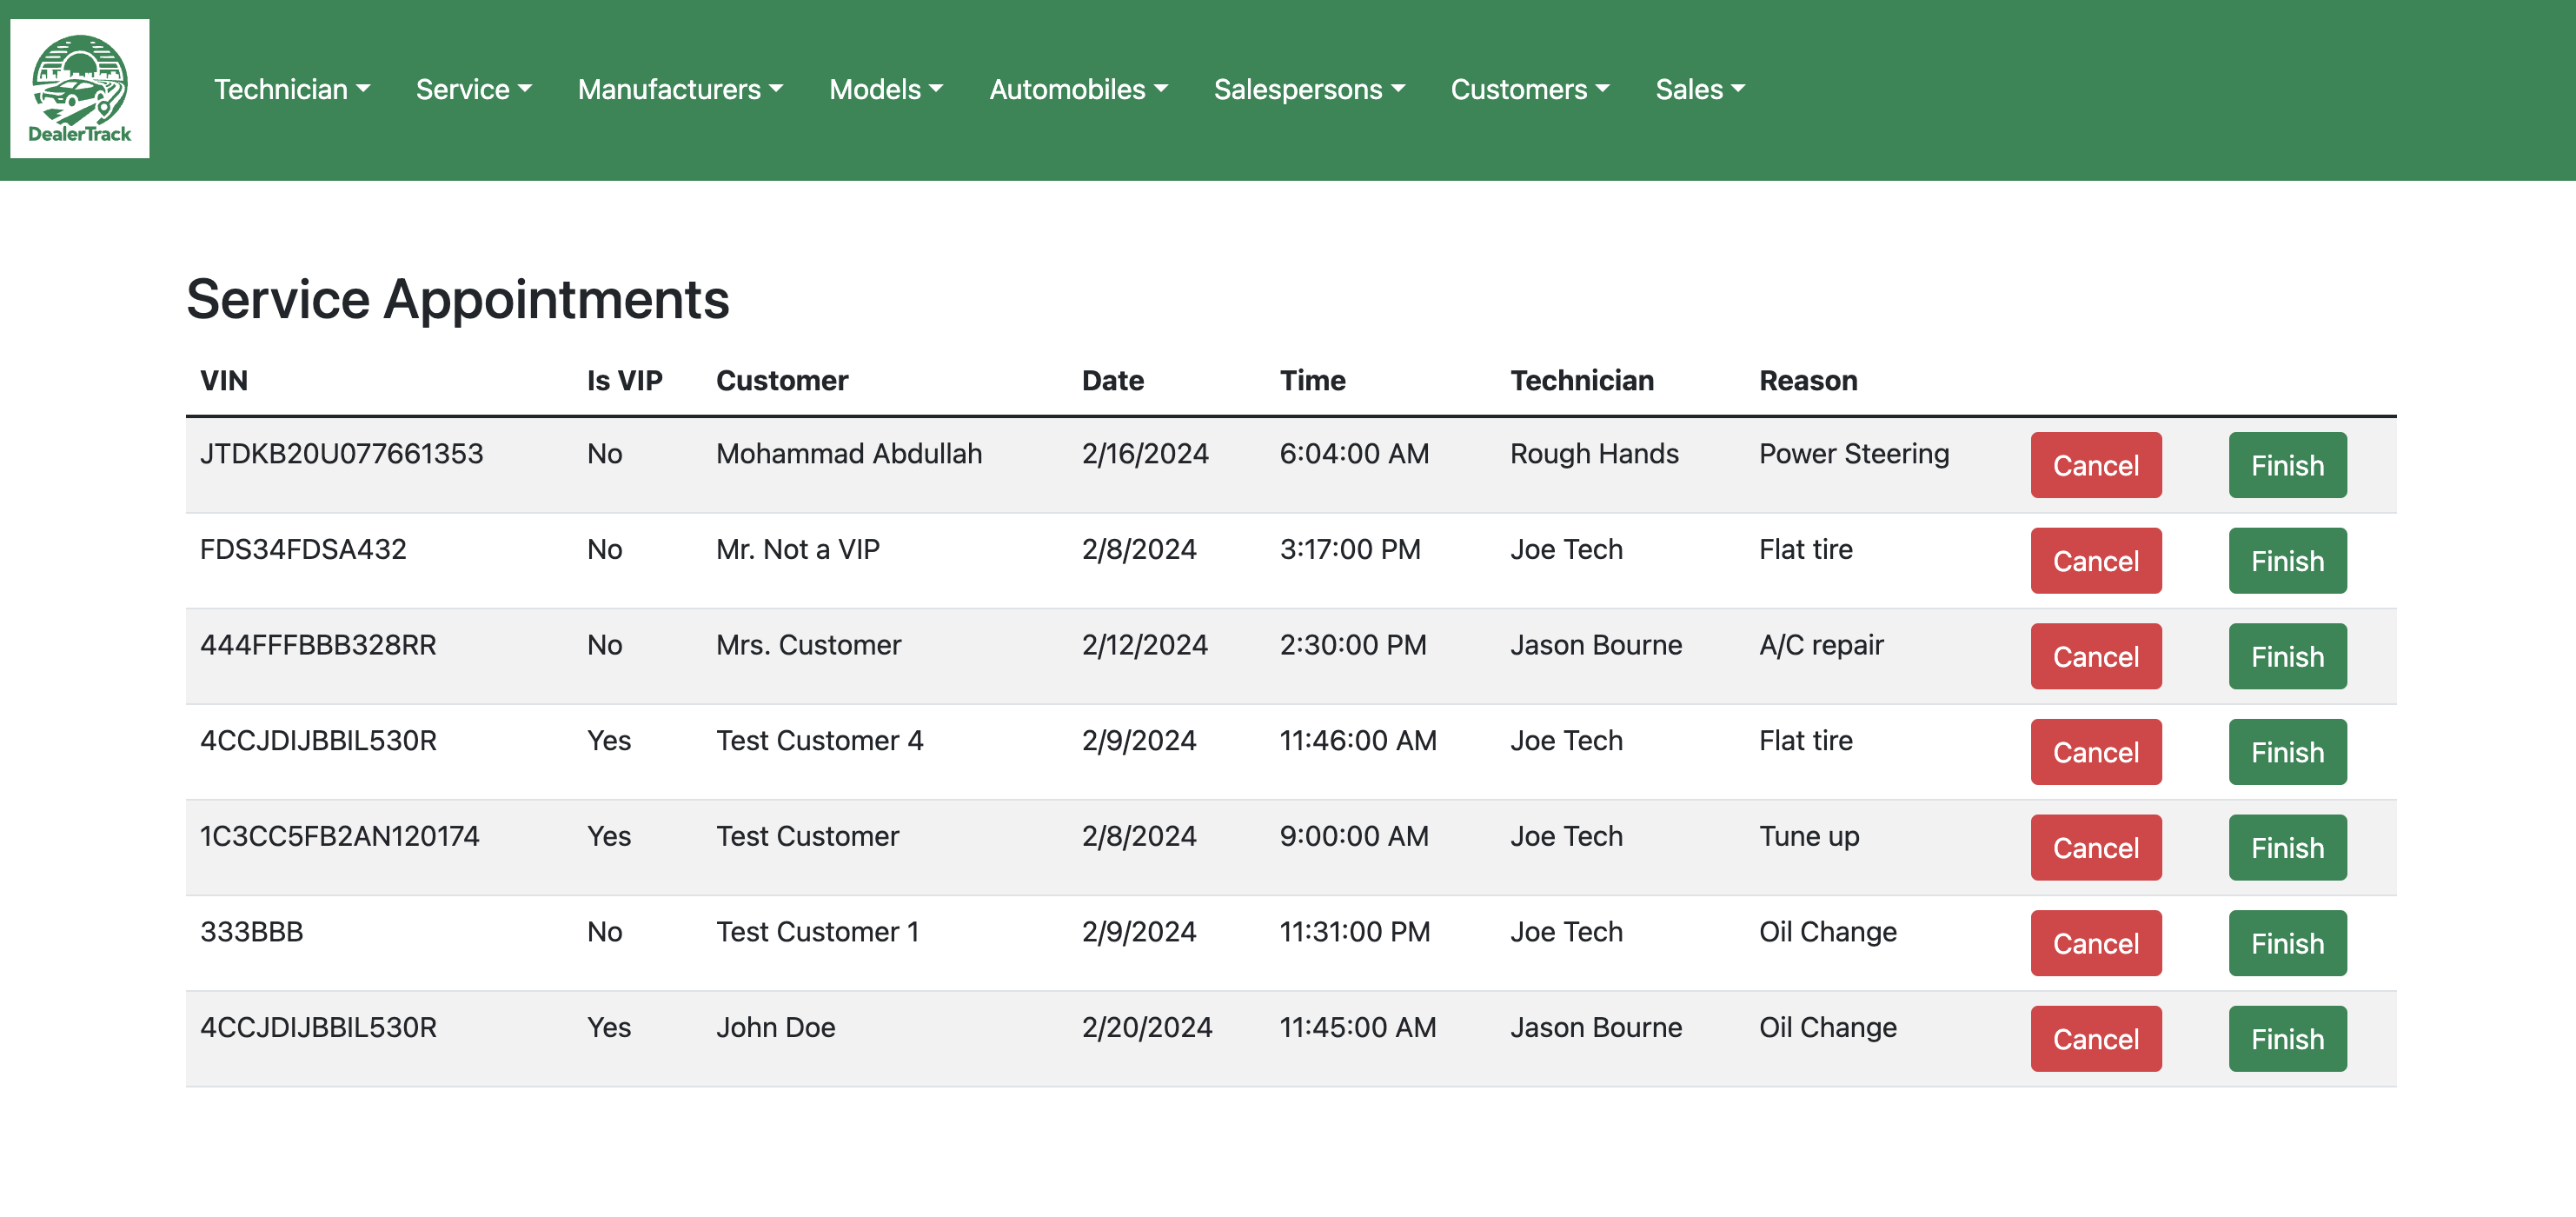 DealerTrack
Technician Service Manufacturers Models Automobiles Salespersons Customers Sales
Service Appointments
VIN Is VIP Customer Date Time Technician Reason
JTDKB20U077661353 No Mohammad Abdullah 2/16/2024 6:04:00 AM Rough Hands Power Steering Cancel Finish
FDS34FDSA432 No Mr. Not a VIP 2/8/2024 3:17:00 PM Joe Tech Flat tire Cancel Finish
444FFFBBB328RR No Mrs. Customer 2/12/2024 2:30:00 PM Jason Bourne A/C repair Cancel Finish
4CCJDIJBBIL530R Yes Test Customer 4 2/9/2024 11:46:00 AM Joe Tech Flat tire Cancel Finish
1C3CC5FB2AN120174 Yes Test Customer 2/8/2024 9:00:00 AM Joe Tech Tune up Cancel Finish
333BBB No Test Customer 1 2/9/2024 11:31:00 PM Joe Tech Oil Change Cancel Finish
4CCJDIJBBIL530R Yes John Doe 2/20/2024 11:45:00 AM Jason Bourne Oil Change Cancel Finish